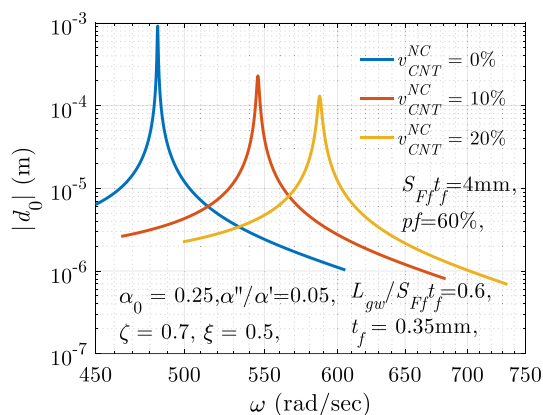 10⁻³
10⁻⁴
10⁻⁵
10⁻⁶
10⁻⁷
|d₀| (m)
v_CNT^NC = 0%
v_CNT^NC = 10%
v_CNT^NC = 20%
S_Ff t_f=4mm,
pf=60%,
α₀ = 0.25,α''/α'=0.05,
L_gw/S_Ff t_f=0.6,
ζ = 0.7, ξ = 0.5,
t_f = 0.35mm,
450 500 550 600 650 700 750
ω (rad/sec)